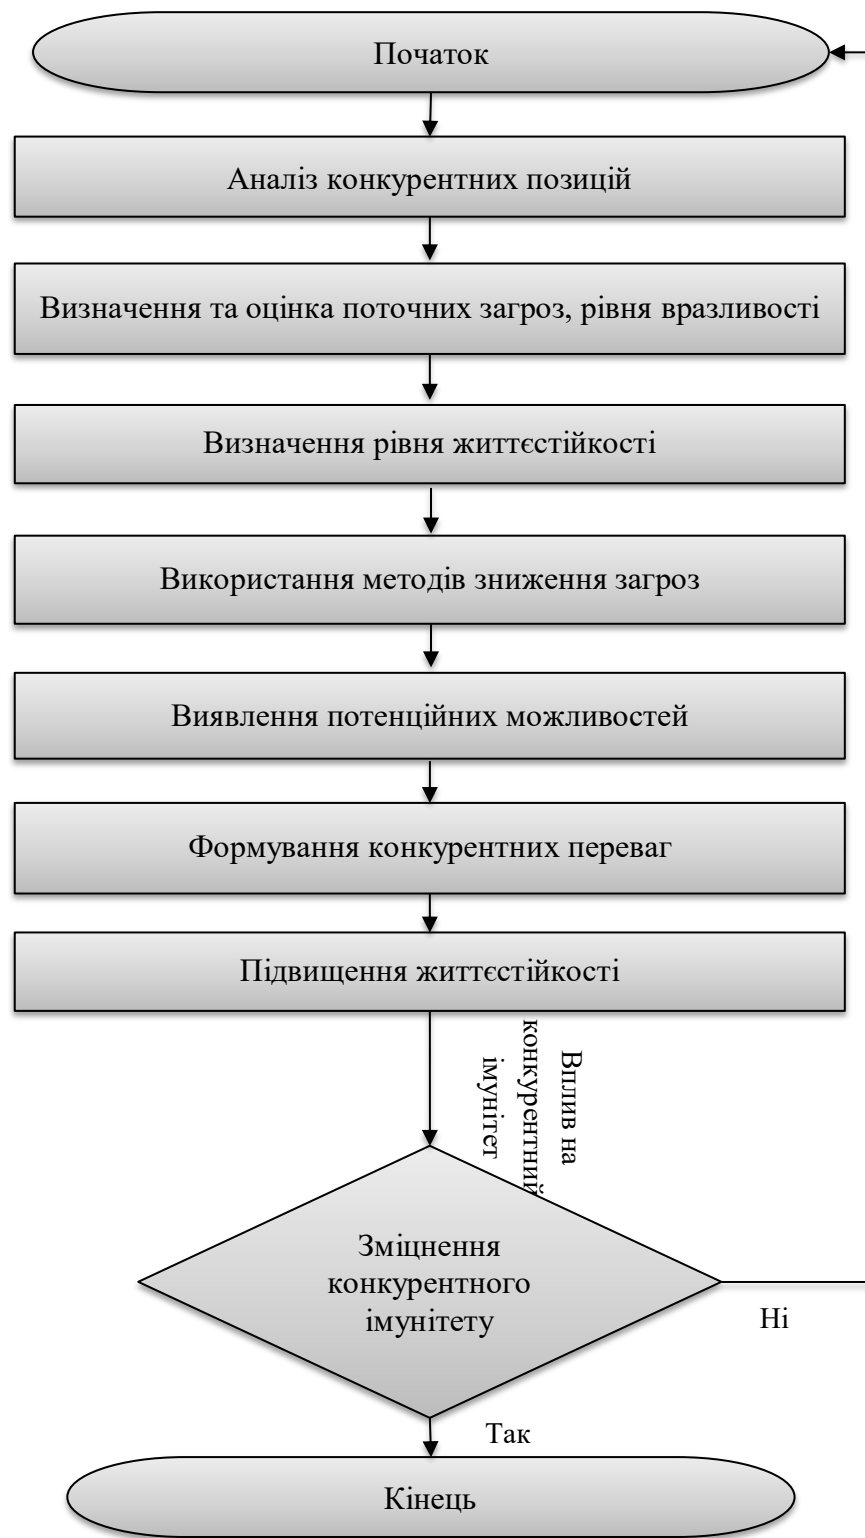 Початок
Аналіз конкурентних позицій
Визначення та оцінка поточних загроз, рівня вразливості
Визначення рівня життєстійкості
Використання методів зниження загроз
Виявлення потенційних можливостей
Формування конкурентних переваг
Підвищення життєстійкості
Вплив на
конкурентний
імунітет
Зміцнення
конкурентного
імунітету
Ні
Так
Кінець